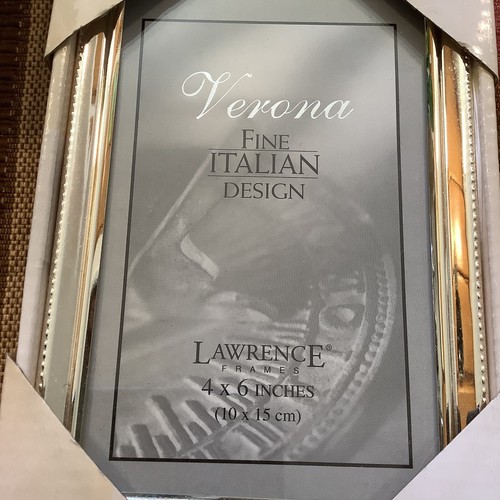 Verona
FINE
ITALIAN
DESIGN
LAWRENCE®
FRAMES
4 x 6 INCHES
(10 x 15 cm)